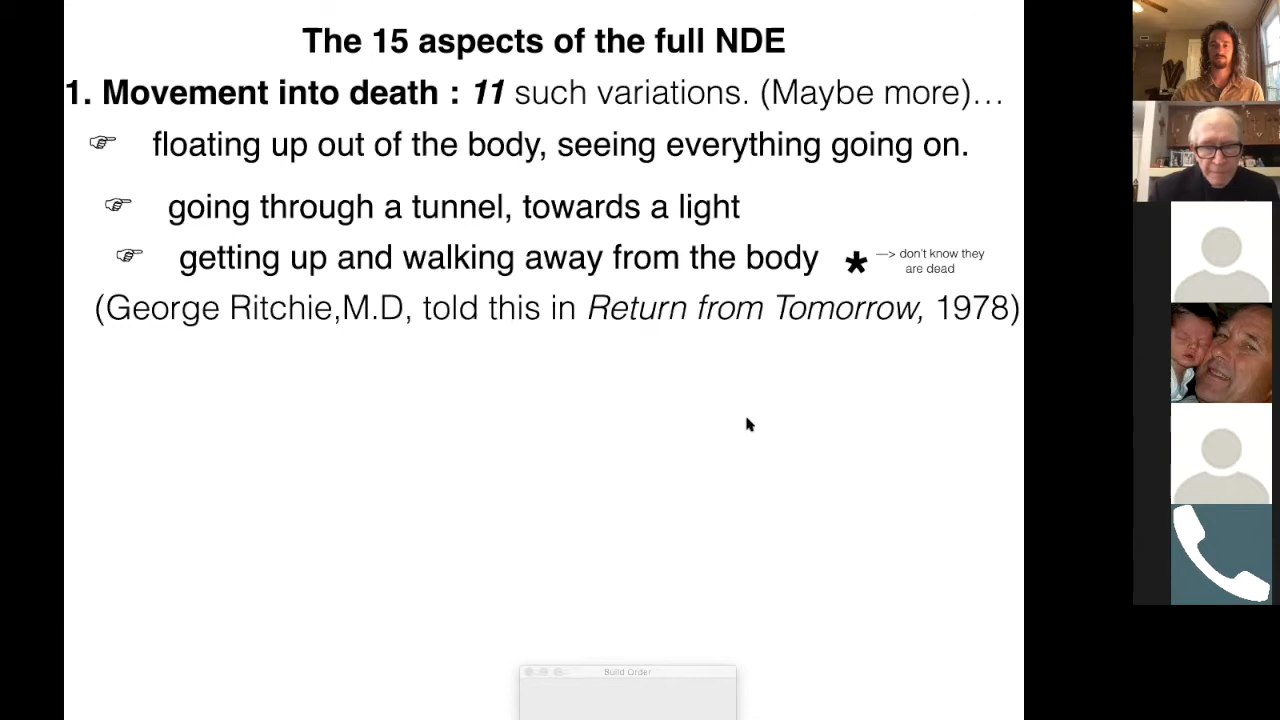 The 15 aspects of the full NDE
1. Movement into death : 11 such variations. (Maybe more)…
floating up out of the body, seeing everything going on.
going through a tunnel, towards a light
getting up and walking away from the body * —> don't know they
are dead
(George Ritchie,M.D, told this in Return from Tomorrow, 1978)
Build Order